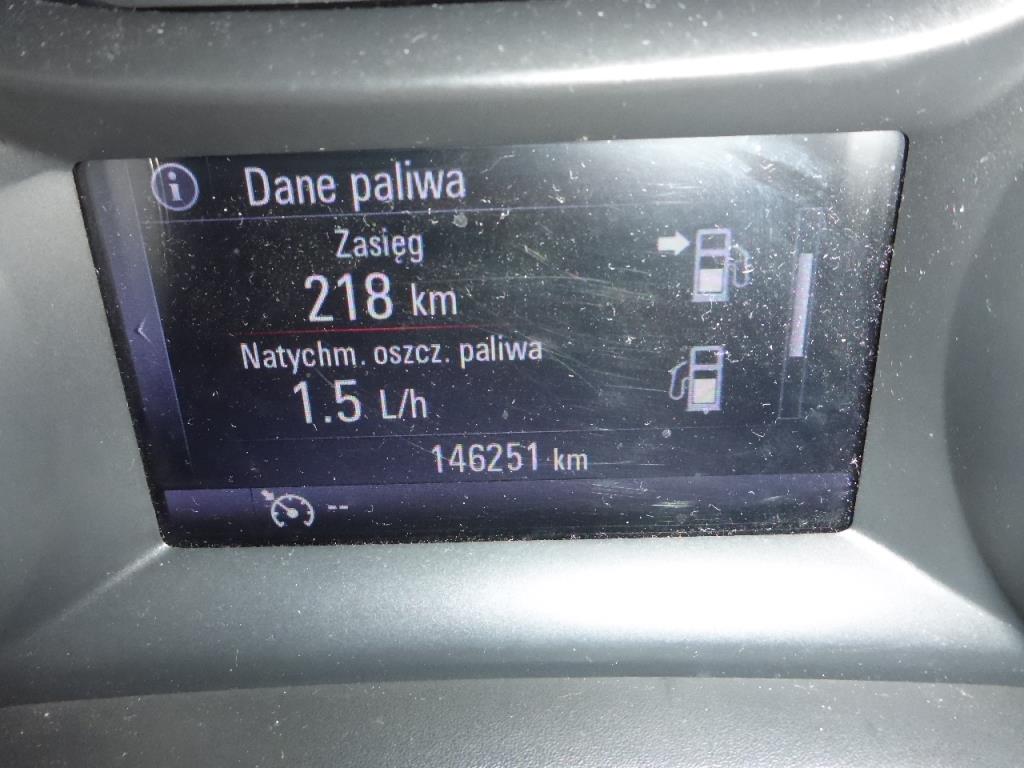 Dane paliwa
Zasięg
218 km
Natychm. oszcz. paliwa
1.5 L/h
146251 km
--